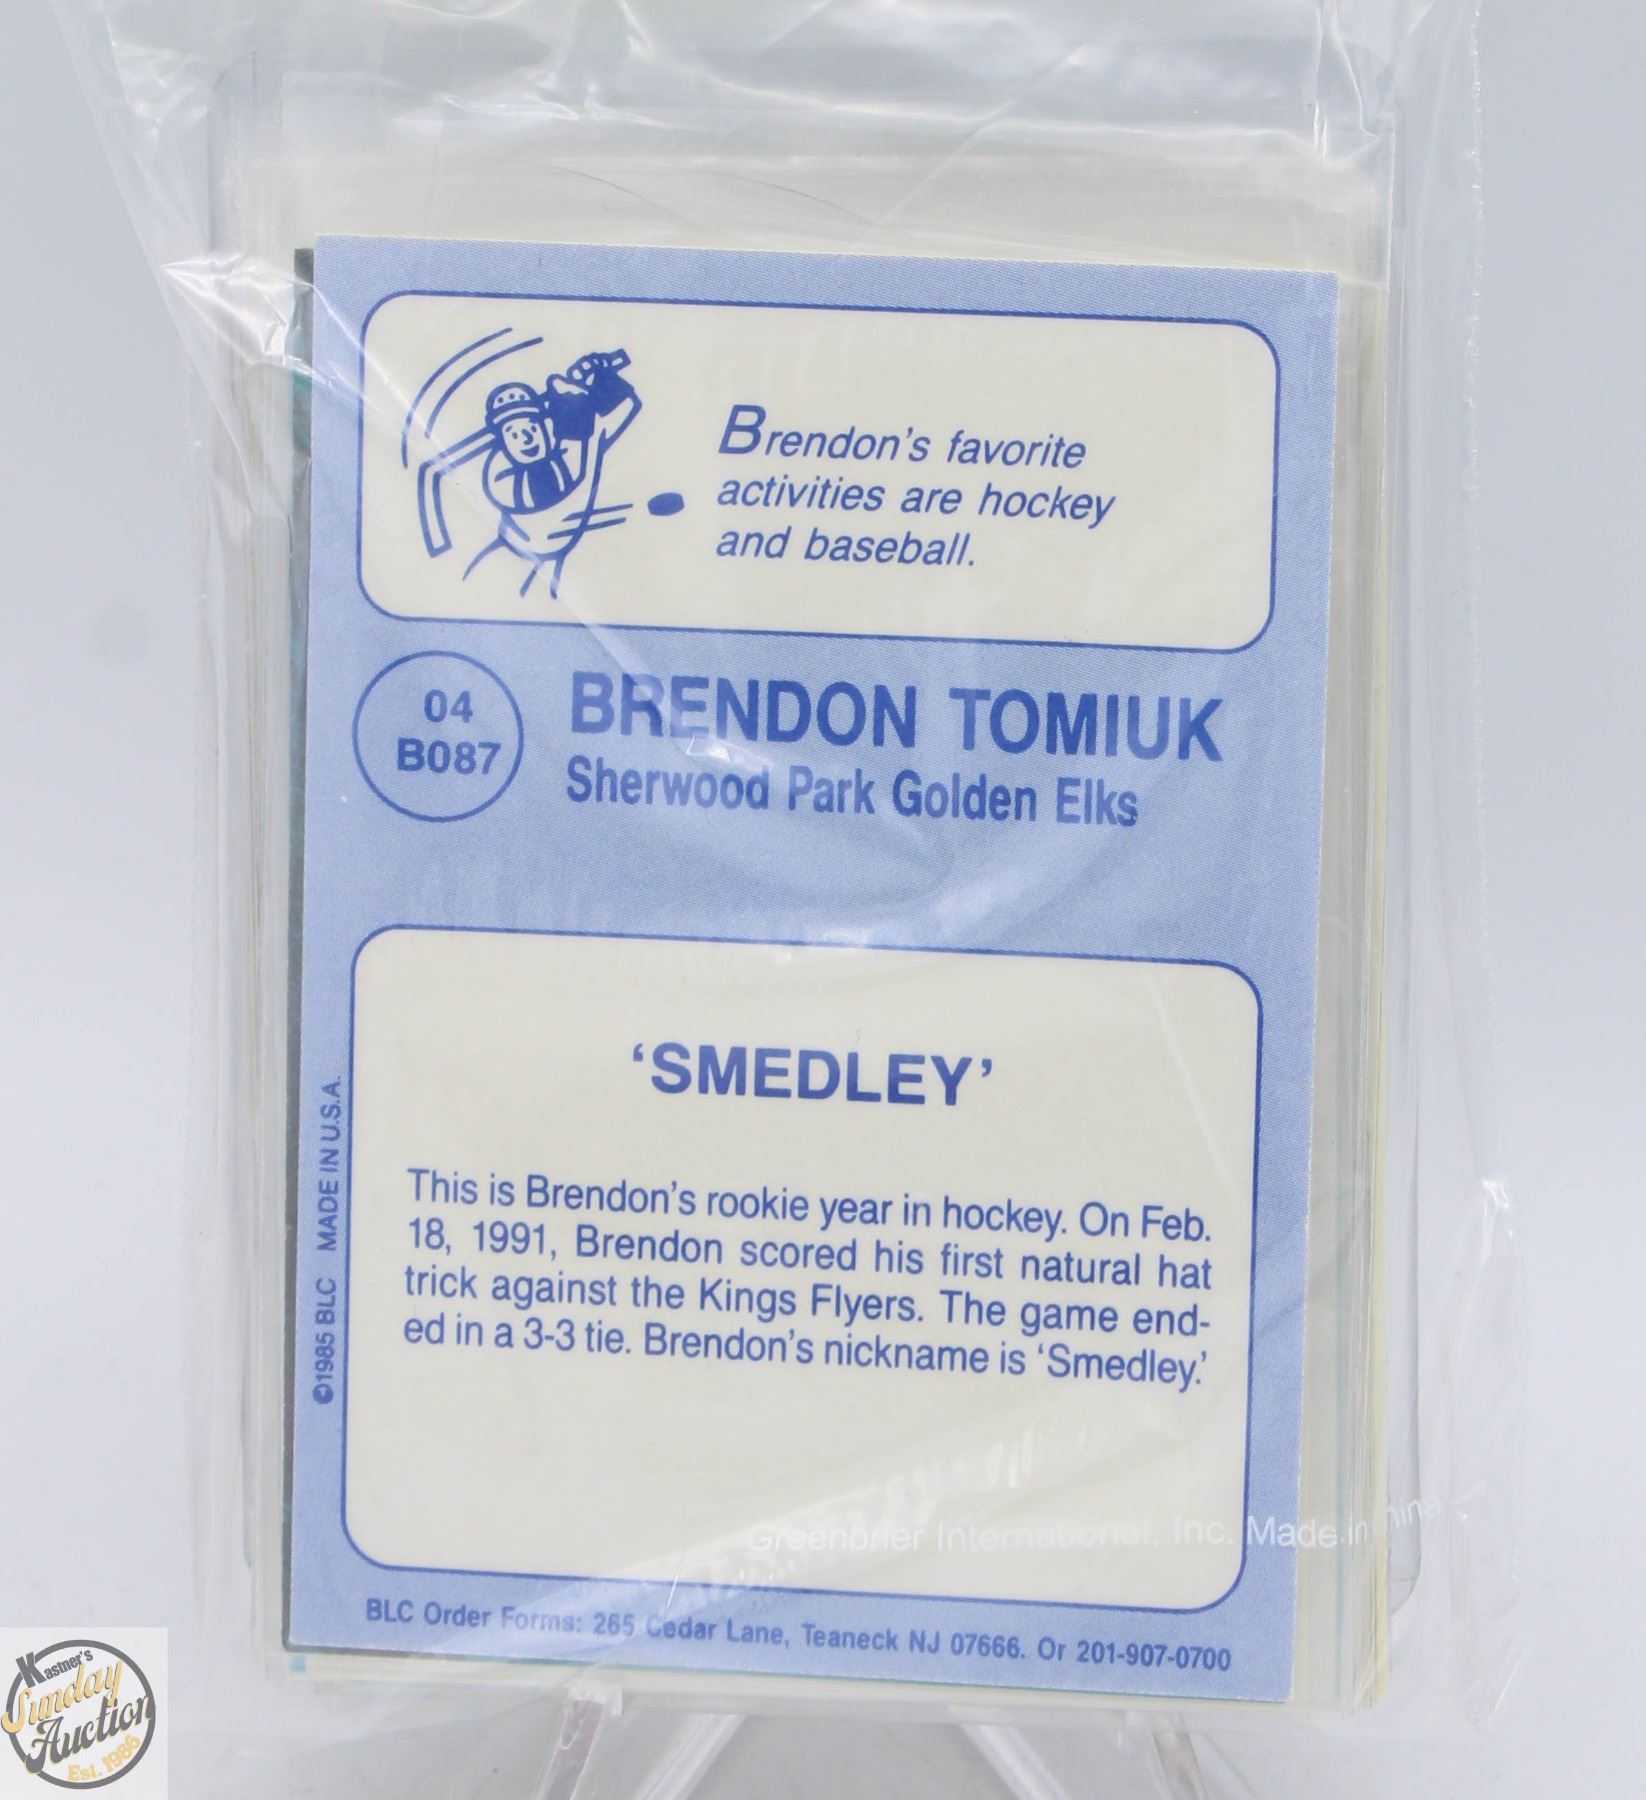 Brendon's favorite
activities are hockey
and baseball.
04
B087
BRENDON TOMIUK
Sherwood Park Golden Elks
'SMEDLEY'
This is Brendon's rookie year in hockey. On Feb.
18, 1991, Brendon scored his first natural hat
trick against the Kings Flyers. The game end-
ed in a 3-3 tie. Brendon's nickname is 'Smedley.'
©1985 BLC MADE IN U.S.A.
Greenbrier International, Inc. Made in China
BLC Order Forms: 265 Cedar Lane, Teaneck NJ 07666. Or 201-907-0700
Kastner's
Sunday
Auction
Est. 1986